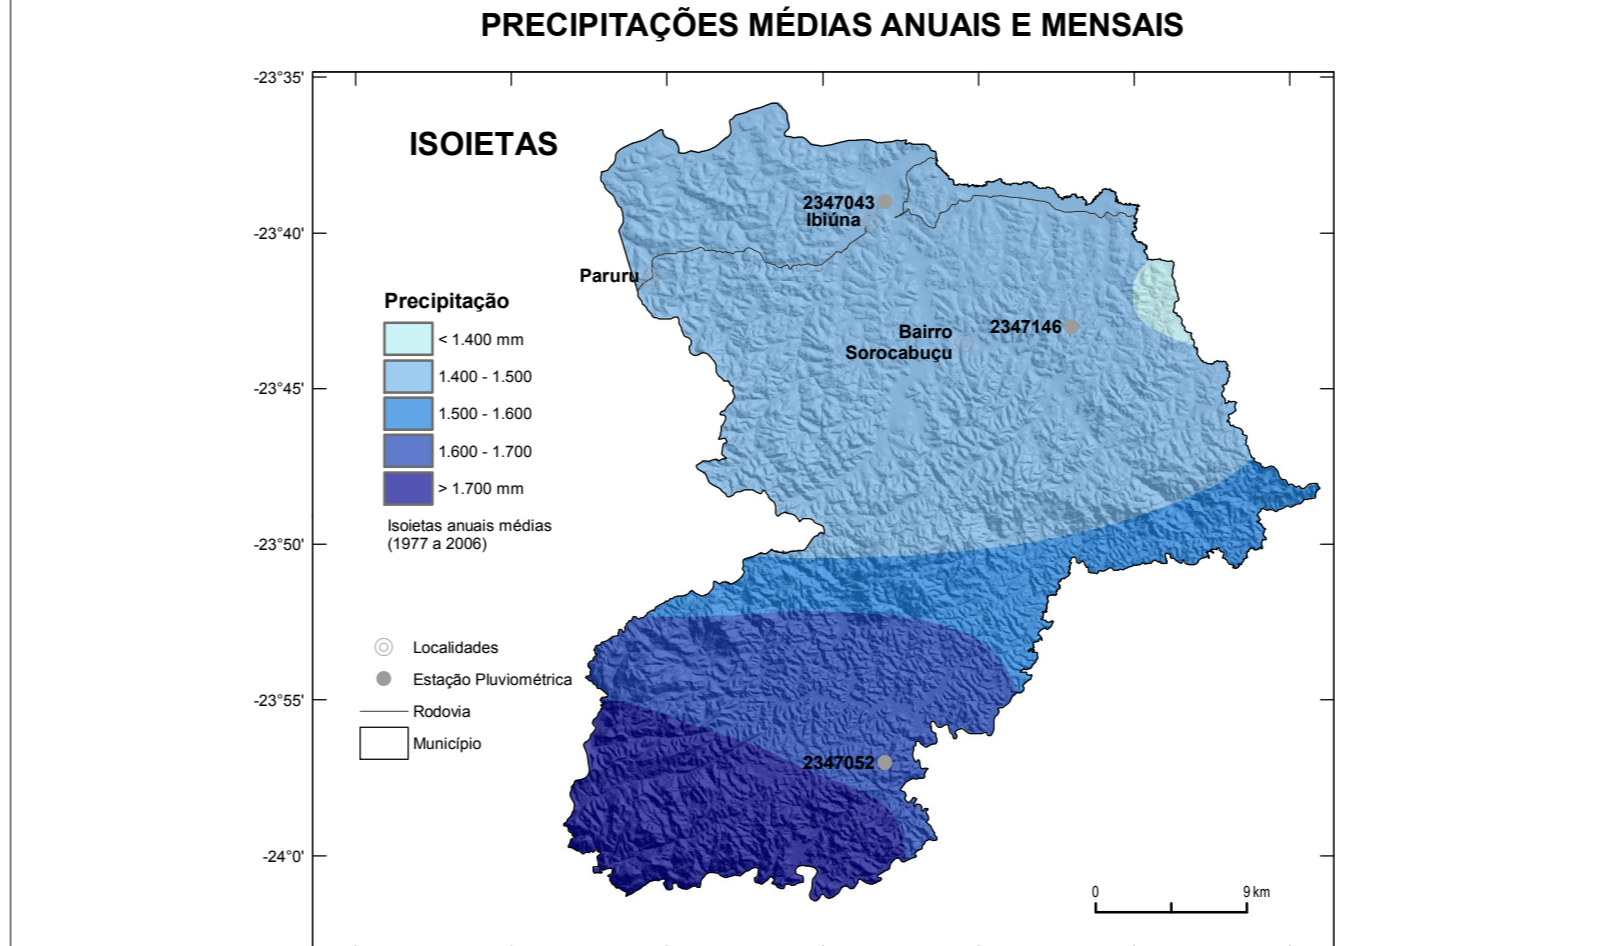 PRECIPITAÇÕES MÉDIAS ANUAIS E MENSAIS
-23°35'
ISOIETAS
2347043
Ibiúna
-23°40'
Paruru
Precipitação
< 1.400 mm
1.400 - 1.500
1.500 - 1.600
1.600 - 1.700
> 1.700 mm
Isoietas anuais médias
(1977 a 2006)
Bairro
Sorocabuçu
2347146
-23°45'
-23°50'
Localidades
Estação Pluviométrica
Rodovia
Município
-23°55'
2347052
-24°0'
0 9 km